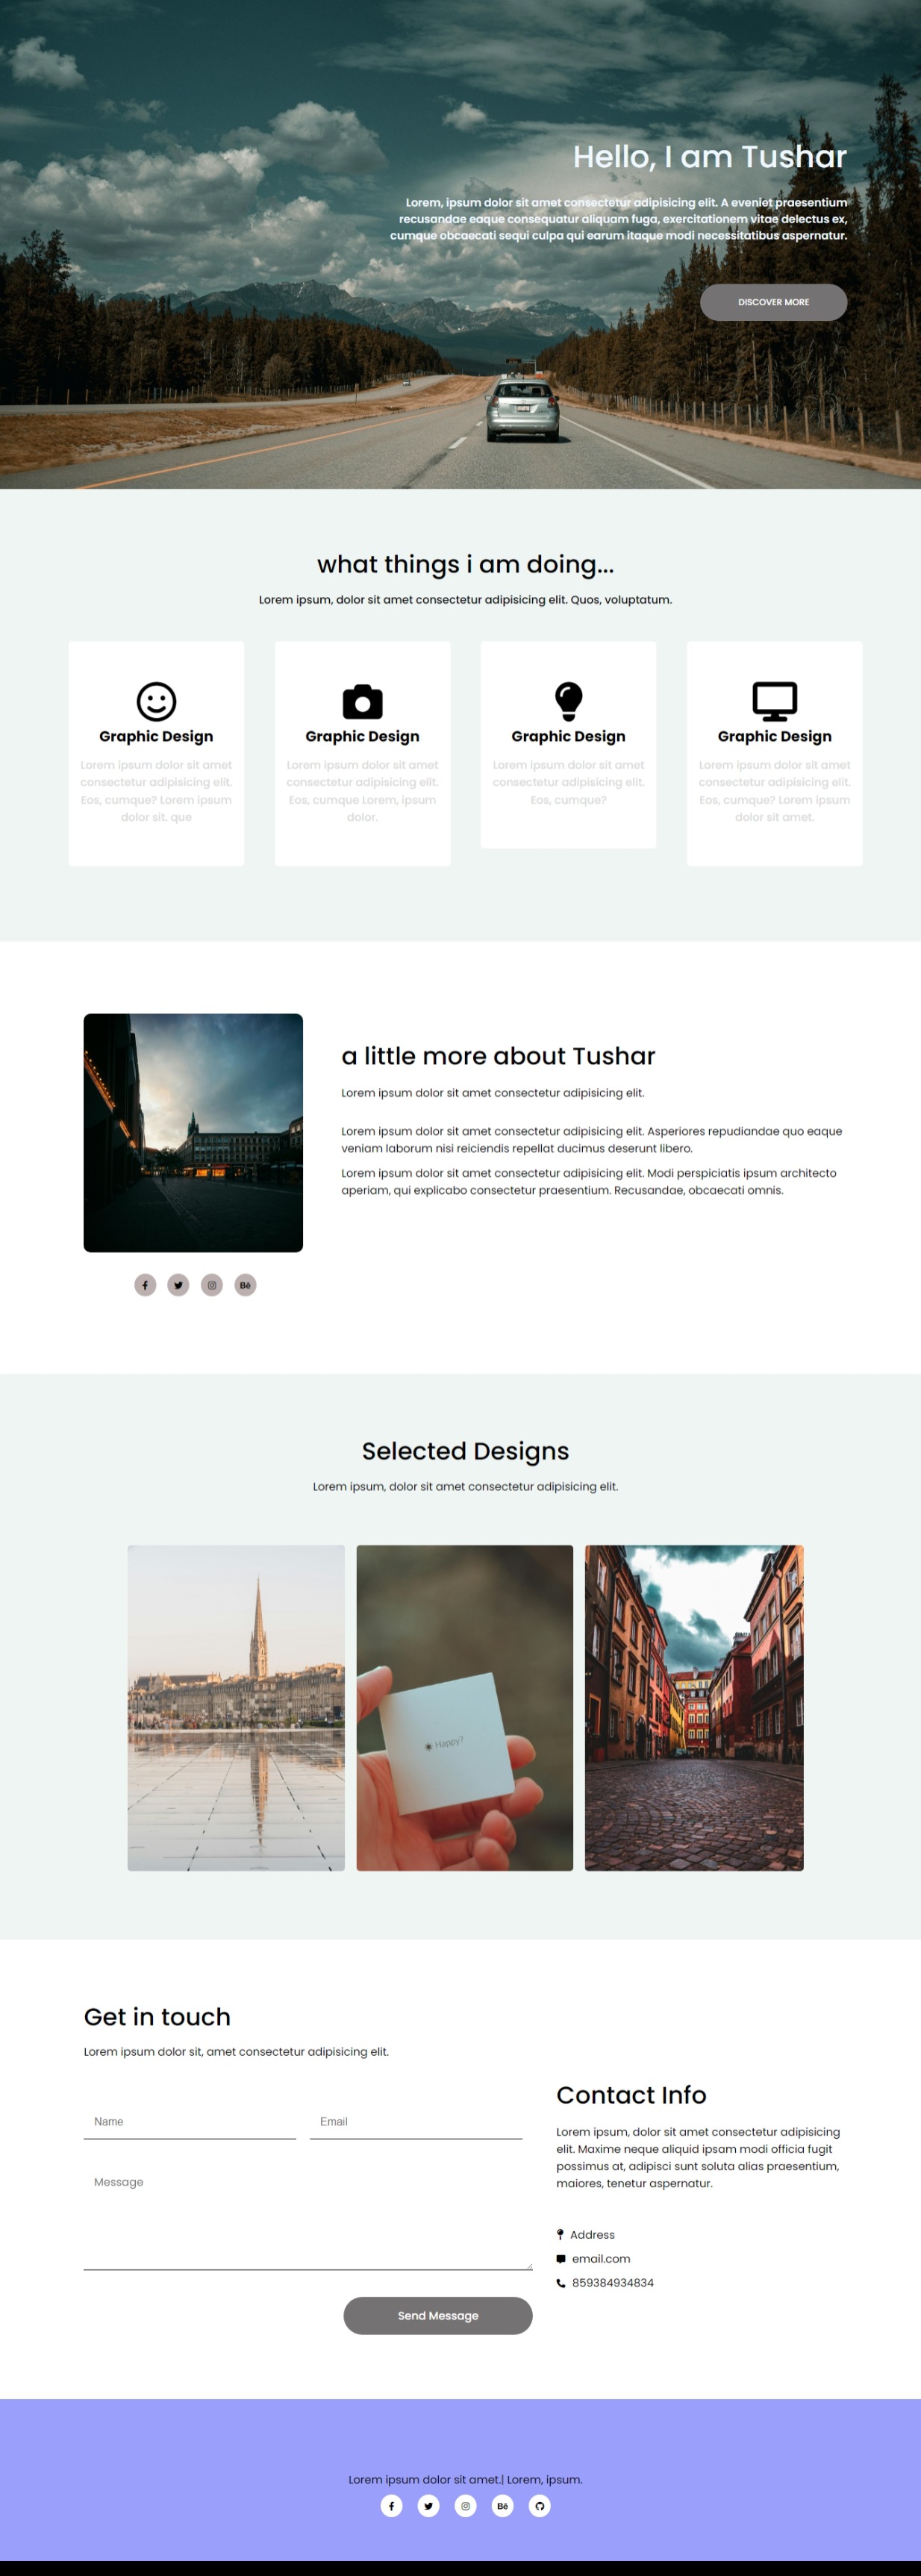 Hello, I am Tushar
Lorem, ipsum dolor sit amet consectetur adipisicing elit. A eveniet praesentium
recusandae eaque consequatur aliquam fuga, exercitationem vitae delectus ex,
cumque obcaecati sequi culpa qui earum itaque modi necessitatibus aspernatur.
DISCOVER MORE
what things i am doing...
Lorem ipsum, dolor sit amet consectetur adipisicing elit. Quos, voluptatum.
Graphic Design
Lorem ipsum dolor sit amet
consectetur adipisicing elit.
Eos, cumque? Lorem ipsum
dolor sit. que
Graphic Design
Lorem ipsum dolor sit amet
consectetur adipisicing elit.
Eos, cumque Lorem, ipsum
dolor.
Graphic Design
Lorem ipsum dolor sit amet
consectetur adipisicing elit.
Eos, cumque?
Graphic Design
Lorem ipsum dolor sit amet
consectetur adipisicing elit.
Eos, cumque? Lorem ipsum
dolor sit amet.
a little more about Tushar
Lorem ipsum dolor sit amet consectetur adipisicing elit.
Lorem ipsum dolor sit amet consectetur adipisicing elit. Asperiores repudiandae quo eaque
veniam laborum nisi reiciendis repellat ducimus deserunt libero.
Lorem ipsum dolor sit amet consectetur adipisicing elit. Modi perspiciatis ipsum architecto
aperiam, qui explicabo consectetur praesentium. Recusandae, obcaecati omnis.
Bē
Selected Designs
Lorem ipsum, dolor sit amet consectetur adipisicing elit.
Happy?
Get in touch
Lorem ipsum dolor sit, amet consectetur adipisicing elit.
Name
Email
Message
Send Message
Contact Info
Lorem ipsum, dolor sit amet consectetur adipisicing
elit. Maxime neque aliquid ipsam modi officia fugit
possimus at, adipisci sunt soluta alias praesentium,
maiores, tenetur aspernatur.
Address
email.com
859384934834
Lorem ipsum dolor sit amet.| Lorem, ipsum.
Bē